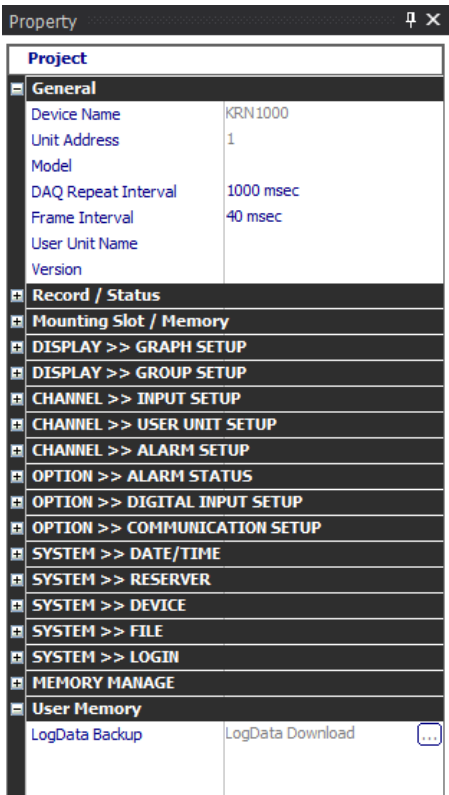 Property
Project
General
Device Name KRN1000
Unit Address 1
Model
DAQ Repeat Interval 1000 msec
Frame Interval 40 msec
User Unit Name
Version
Record / Status
Mounting Slot / Memory
DISPLAY >> GRAPH SETUP
DISPLAY >> GROUP SETUP
CHANNEL >> INPUT SETUP
CHANNEL >> USER UNIT SETUP
CHANNEL >> ALARM SETUP
OPTION >> ALARM STATUS
OPTION >> DIGITAL INPUT SETUP
OPTION >> COMMUNICATION SETUP
SYSTEM >> DATE/TIME
SYSTEM >> RESERVER
SYSTEM >> DEVICE
SYSTEM >> FILE
SYSTEM >> LOGIN
MEMORY MANAGE
User Memory
LogData Backup LogData Download ...